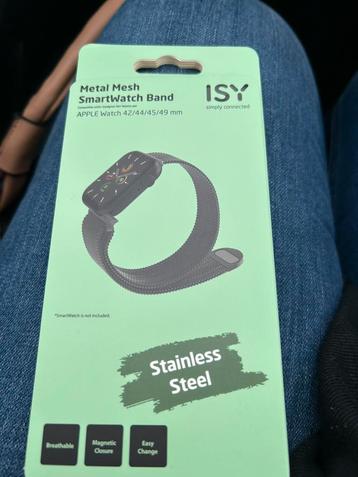 Metal Mesh
SmartWatch Band
APPLE Watch 42/44/45/49 mm
ISY
simply connected
*SmartWatch is not included.
Stainless
Steel
Breathable
Magnetic
Closure
Easy
Change